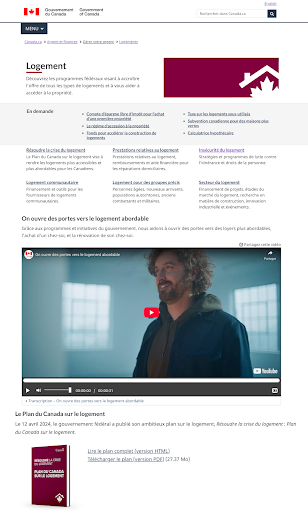 English
Gouvernement du Canada
Government of Canada
Rechercher dans Canada.ca
MENU
Canada.ca
Argent et finances
Gérer votre argent
Logement
Logement
Découvrez les programmes fédéraux visant à accroître
l'offre de tous les types de logements et à vous aider à
accéder à la propriété.
En demande
Compte d'épargne libre d'impôt pour l'achat
d'une première propriété
Le régime d'accession à la propriété
Fonds pour accélérer la construction de
logements
Taxe sur les logements sous-utilisés
Subvention canadienne pour des maisons plus
vertes
Calculatrice hypothécaire
Résoudre la crise du logement
Le Plan du Canada sur le logement vise à
rendre les logements plus accessibles et
plus abordables pour les Canadiens.
Prestations relatives au logement
Prestations relatives au logement,
remboursements et aide financière pour
les réparations domiciliaires.
Insécurité du logement
Stratégies et programmes de lutte contre
l'itinérance et droits de la personne.
Logement communautaire
Financement et outils pour les
fournisseurs de logements
communautaires.
Logement pour des groupes précis
Personnes âgées, nouveaux arrivants,
populations autochtones, anciens
combattants et militaires.
Secteur du logement
Financement de projets, études du
marché du logement, recherche en
matière de construction, innovation
industrielle et événements.
On ouvre des portes vers le logement abordable
Grâce aux programmes et initiatives du gouvernement, nous aidons à ouvrir des portes vers des loyers plus abordables,
l'achat d'un chez-soi, et la rénovation de son chez-soi.
Partager cette vidéo
On ouvre des portes vers le logement abordable
Partager
YouTube
00:00:00
00:00:31
Transcription - On ouvre des portes vers le logement abordable
Le Plan du Canada sur le logement
Le 12 avril 2024, le gouvernement fédéral a publié son ambitieux plan sur le logement, Résoudre la crise du logement : Plan
du Canada sur le logement.
RÉSOUDRE LA CRISE
DU LOGEMENT
PLAN DU CANADA
SUR LE LOGEMENT
Lire le plan complet (version HTML)
Télécharger le plan (version PDF) (27.37 Mo)